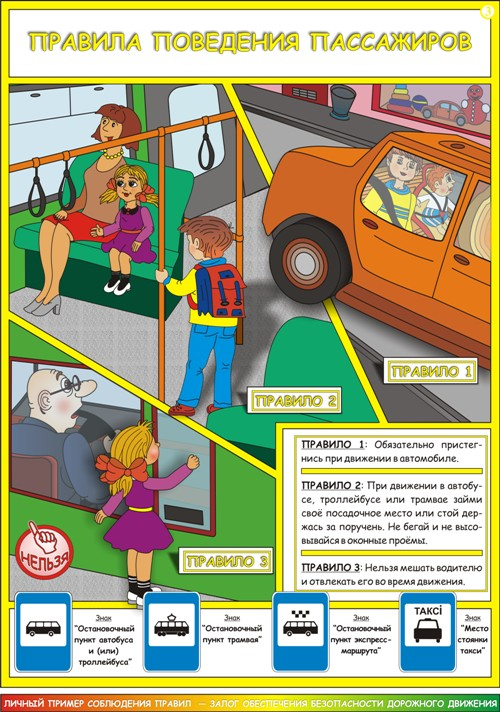 3
ПРАВИЛА ПОВЕДЕНИЯ ПАССАЖИРОВ
ПРАВИЛО 1
ПРАВИЛО 2
ПРАВИЛО 3
НЕЛЬЗЯ
ПРАВИЛО 1: Обязательно пристег-
нись при движении в автомобиле.
ПРАВИЛО 2: При движении в автобу-
се, троллейбусе или трамвае займи
своё посадочное место или стой дер-
жась за поручень. Не бегай и не высо-
вывайся в оконные проёмы.
ПРАВИЛО 3: Нельзя мешать водителю
и отвлекать его во время движения.
Знак
"Остановочный
пункт автобуса
и (или)
троллейбуса"
Знак
"Остановочный
пункт трамвая"
Знак
"Остановочный
пункт экспресс-
маршрута"
ТАКСi
Знак
"Место
стоянки
такси"
ЛИЧНЫЙ ПРИМЕР СОБЛЮДЕНИЯ ПРАВИЛ — ЗАЛОГ ОБЕСПЕЧЕНИЯ БЕЗОПАСНОСТИ ДОРОЖНОГО ДВИЖЕНИЯ